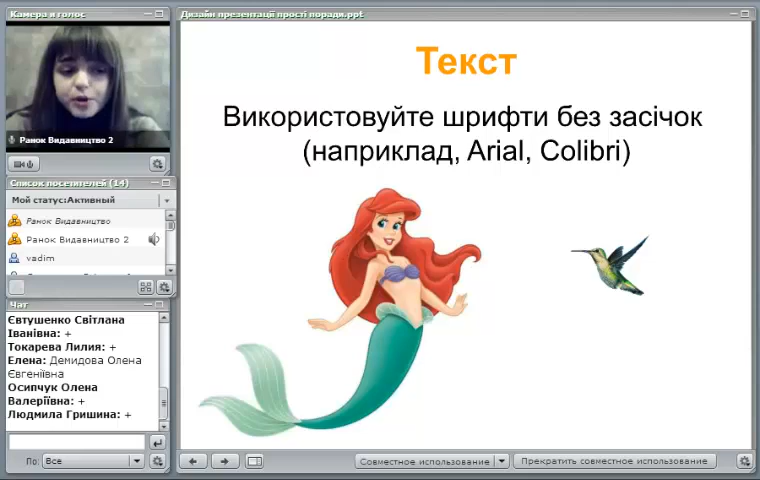 Камера и голос
Ранок Видавництво 2
Список посетителей (14)
Мой статус:Активный
Ранок Видавництво
Ранок Видавництво 2
vadim
Чат
Євтушенко Світлана
Іванівна: +
Токарева Лилия: +
Елена: Демидова Олена
Євгеніївна
Осипчук Олена
Валеріївна: +
Людмила Гришина: +
По: Все
Дизайн презентації прості поради.ppt
Текст
Використовуйте шрифти без засічок
(наприклад, Arial, Colibri)
Совместное использование
Прекратить совместное использование